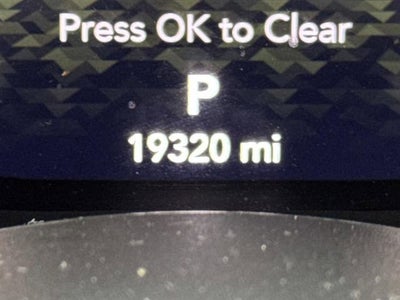 Press OK to Clear
P
19320 mi